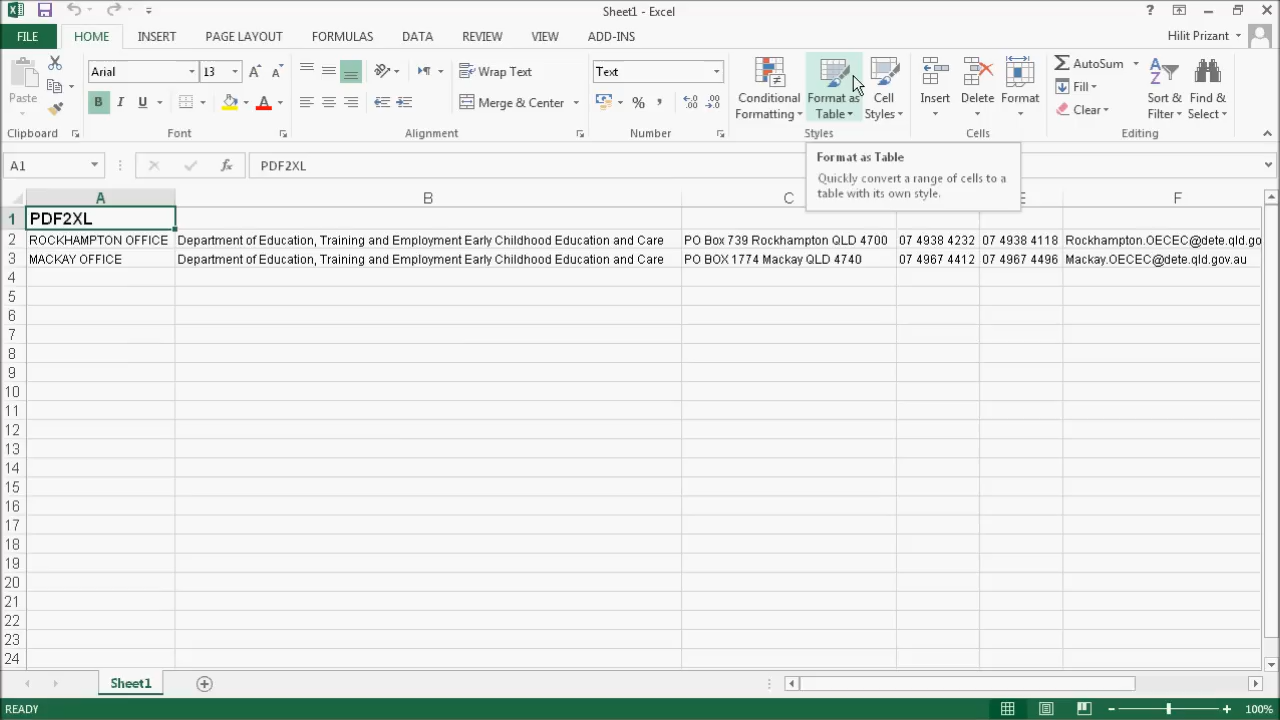 Sheet1 - Excel
?
FILE HOME INSERT PAGE LAYOUT FORMULAS DATA REVIEW VIEW ADD-INS Hilit Prizant
Paste
Clipboard
Arial 13
B I U
Font
Wrap Text
Merge & Center
Alignment
Text
%
Number
Conditional
Formatting
Format as
Table
Cell
Styles
Styles
Insert
Delete
Format
Cells
AutoSum
Fill
Clear
Sort &
Filter
Find &
Select
Editing
A1 fx PDF2XL
Format as Table
Quickly convert a range of cells to a
table with its own style.
A B C E F
1 PDF2XL
2 ROCKHAMPTON OFFICE Department of Education, Training and Employment Early Childhood Education and Care PO Box 739 Rockhampton QLD 4700 07 4938 4232 07 4938 4118 Rockhampton.OECEC@dete.qld.go
3 MACKAY OFFICE Department of Education, Training and Employment Early Childhood Education and Care PO BOX 1774 Mackay QLD 4740 07 4967 4412 07 4967 4496 Mackay.OECEC@dete.qld.gov.au
4
5
6
7
8
9
10
11
12
13
14
15
16
17
18
19
20
21
22
23
24
Sheet1
READY 100%